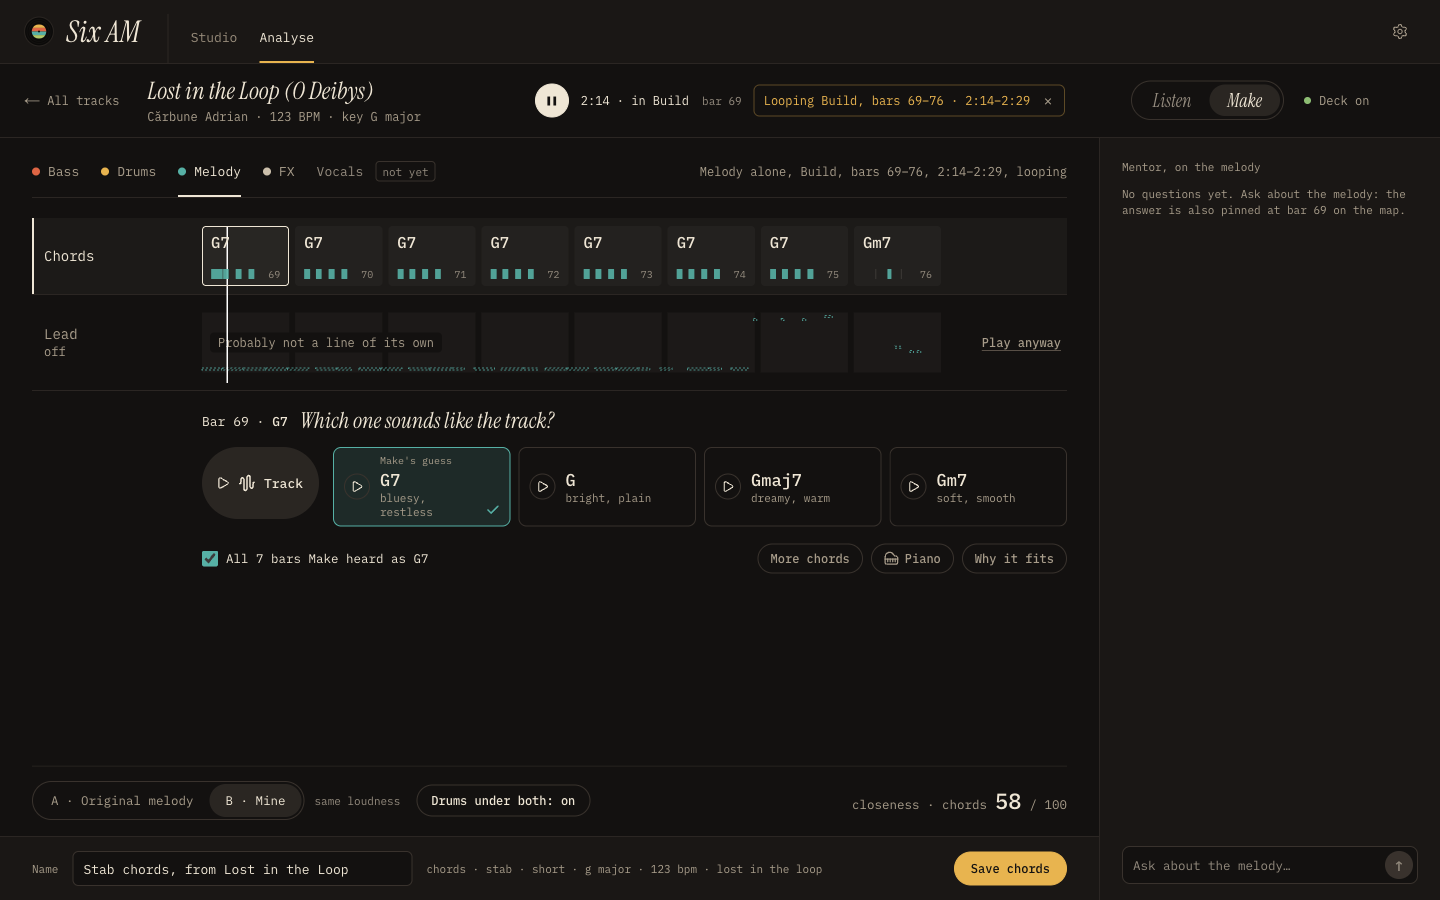 Six AM
Studio
Analyse
← All tracks
Lost in the Loop (O Deibys)
Cărbune Adrian · 123 BPM · key G major
2:14 · in Build
bar 69
Looping Build, bars 69–76 · 2:14–2:29 ×
Listen
Make
Deck on
Bass
Drums
Melody
FX
Vocals
not yet
Melody alone, Build, bars 69–76, 2:14–2:29, looping
Chords
G7
69
G7
70
G7
71
G7
72
G7
73
G7
74
G7
75
Gm7
76
Lead
off
Probably not a line of its own
Play anyway
Bar 69 · G7
Which one sounds like the track?
Track
Make's guess
G7
bluesy,
restless
G
bright, plain
Gmaj7
dreamy, warm
Gm7
soft, smooth
All 7 bars Make heard as G7
More chords
Piano
Why it fits
A · Original melody
B · Mine
same loudness
Drums under both: on
closeness · chords 58 / 100
Name
Stab chords, from Lost in the Loop
chords · stab · short · g major · 123 bpm · lost in the loop
Save chords
Mentor, on the melody
No questions yet. Ask about the melody: the
answer is also pinned at bar 69 on the map.
Ask about the melody…
↑